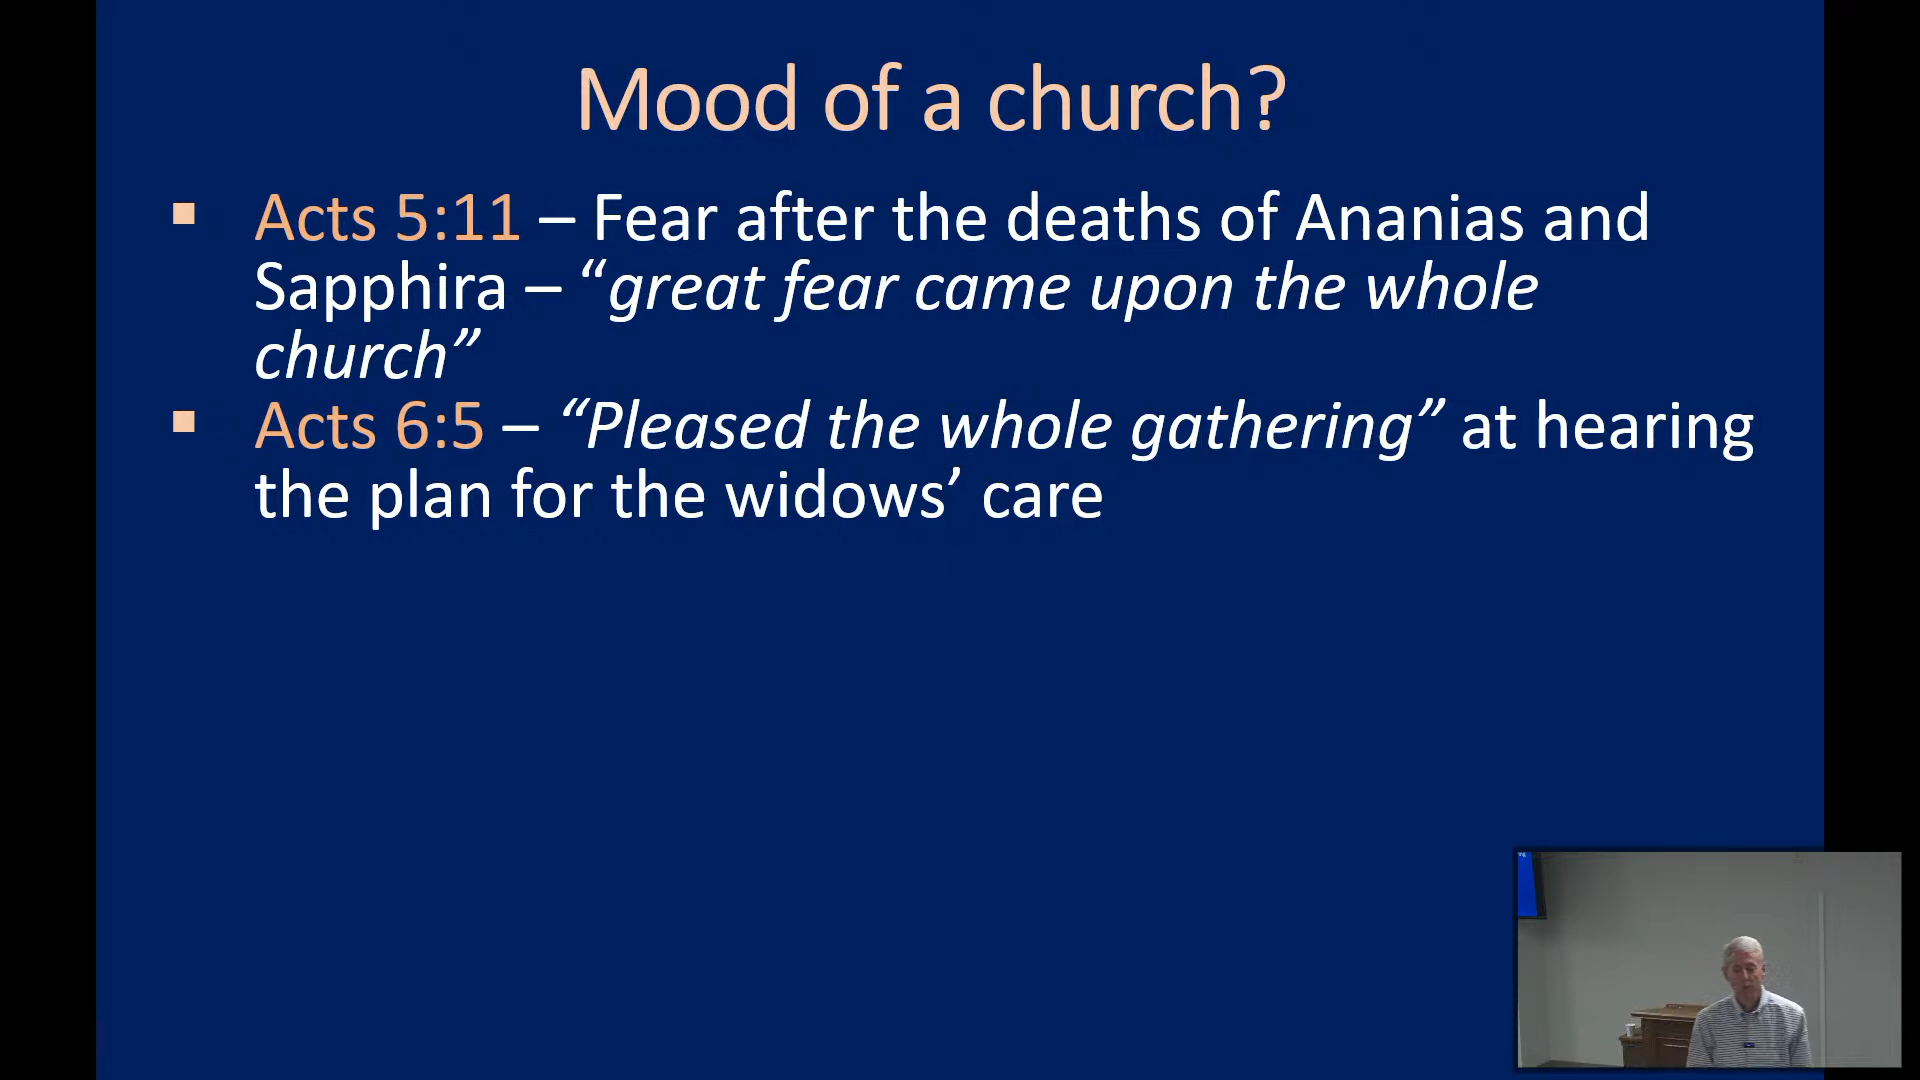 Mood of a church?
▪ Acts 5:11 – Fear after the deaths of Ananias and
Sapphira – “great fear came upon the whole
church”
▪ Acts 6:5 – “Pleased the whole gathering” at hearing
the plan for the widows’ care